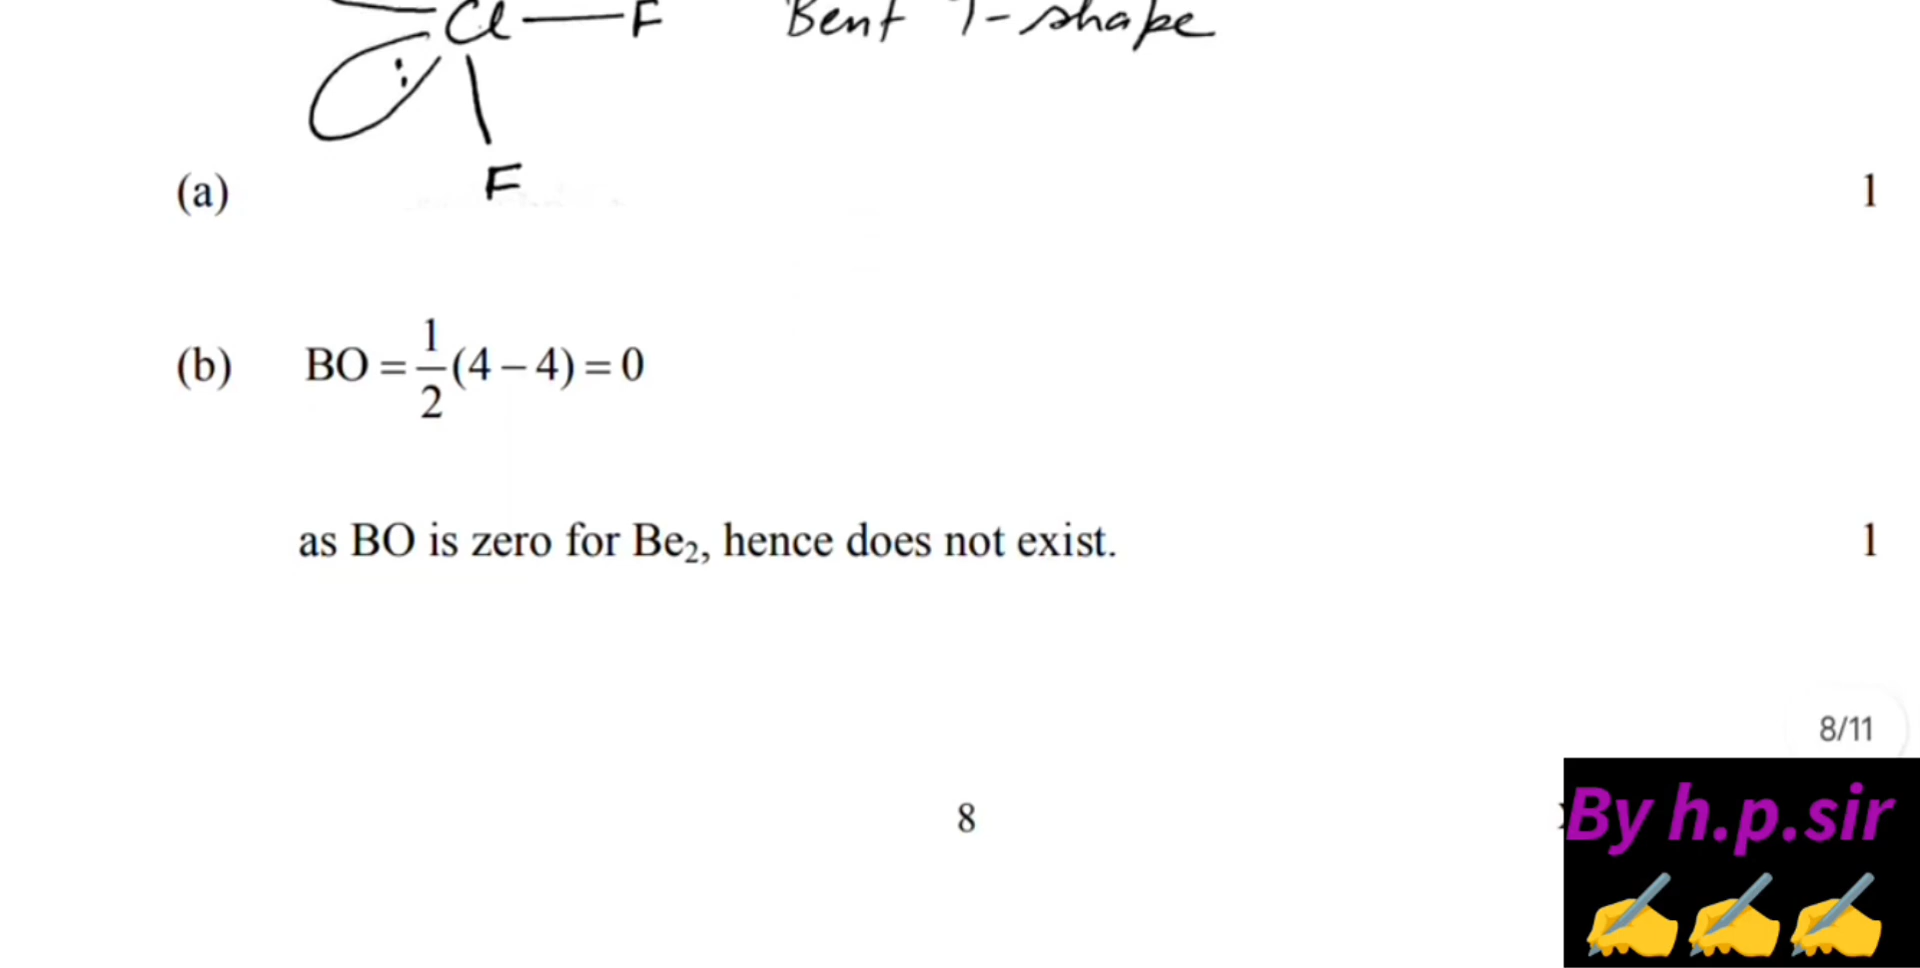 Cl—F Bent T-shape
F
(a) 1
(b) BO = 1/2 (4 – 4) = 0
as BO is zero for Be₂, hence does not exist. 1
8/11
8
By h.p.sir